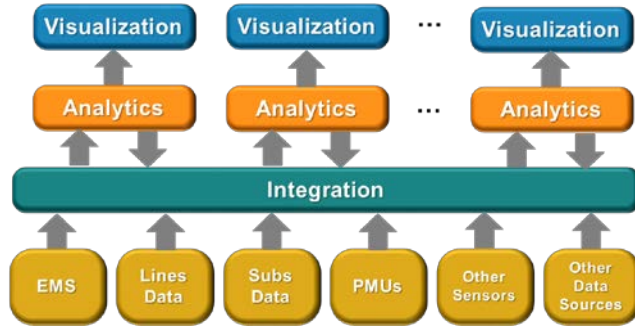 Visualization
Visualization
...
Visualization
Analytics
Analytics
...
Analytics
Integration
EMS
Lines
Data
Subs
Data
PMUs
Other
Sensors
Other
Data
Sources